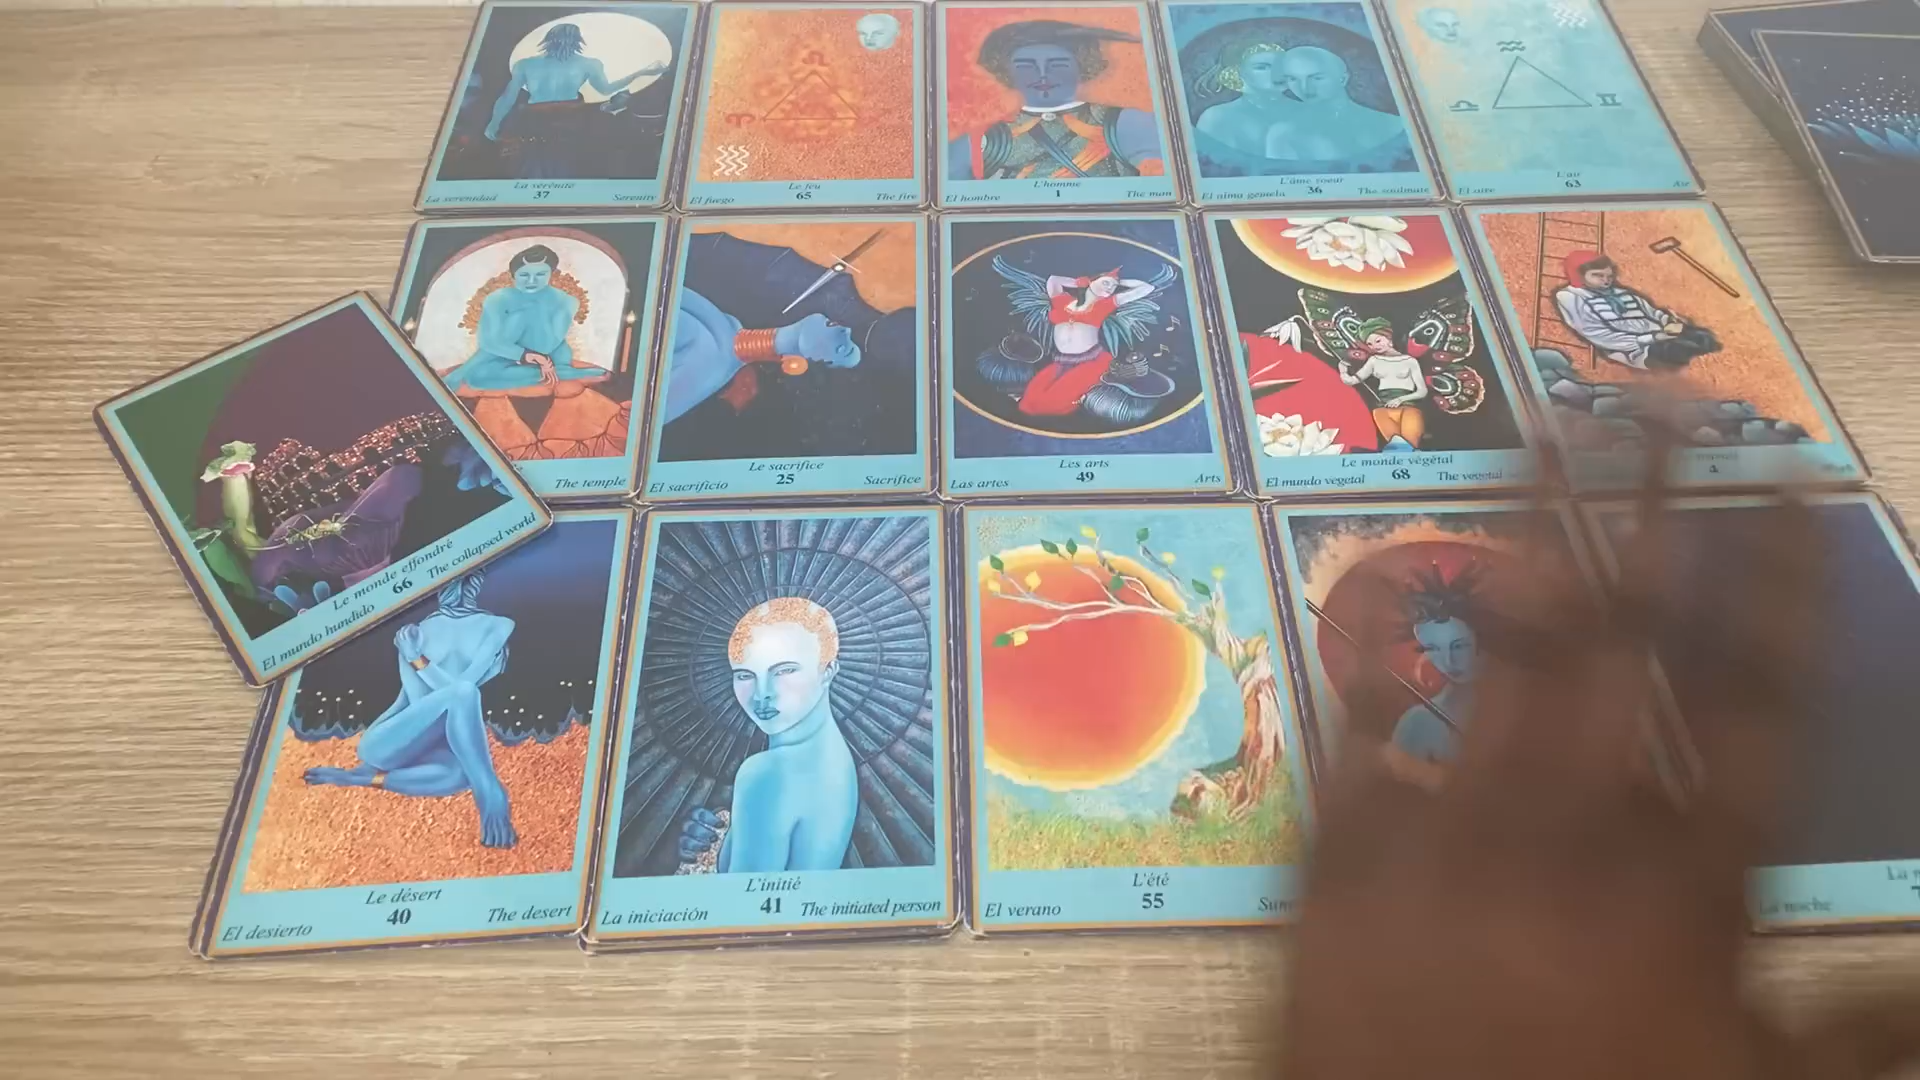 La sérénité
La serenidad 37 Serenity
Le feu
El fuego 65 The fire
L'homme
El hombre 1 The man
L'âme soeur
El alma gemela 36 The soulmate
L'air
El aire 63 Air
The temple
Le sacrifice
El sacrificio 25 Sacrifice
Les arts
Las artes 49 Arts
Le monde végétal
El mundo vegetal 68 The vegetal
Le monde effondré
El mundo hundido 66 The collapsed world
Le désert
El desierto 40 The desert
L'initié
La iniciación 41 The initiated person
L'été
El verano 55
La noche